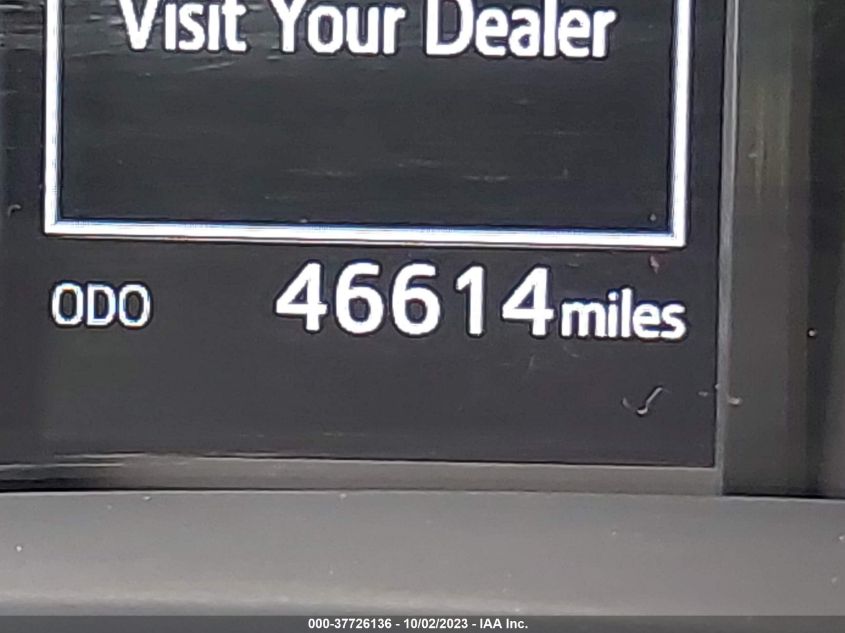 Visit Your Dealer
ODO 46614 miles
000-37726136 - 10/02/2023 - IAA Inc.